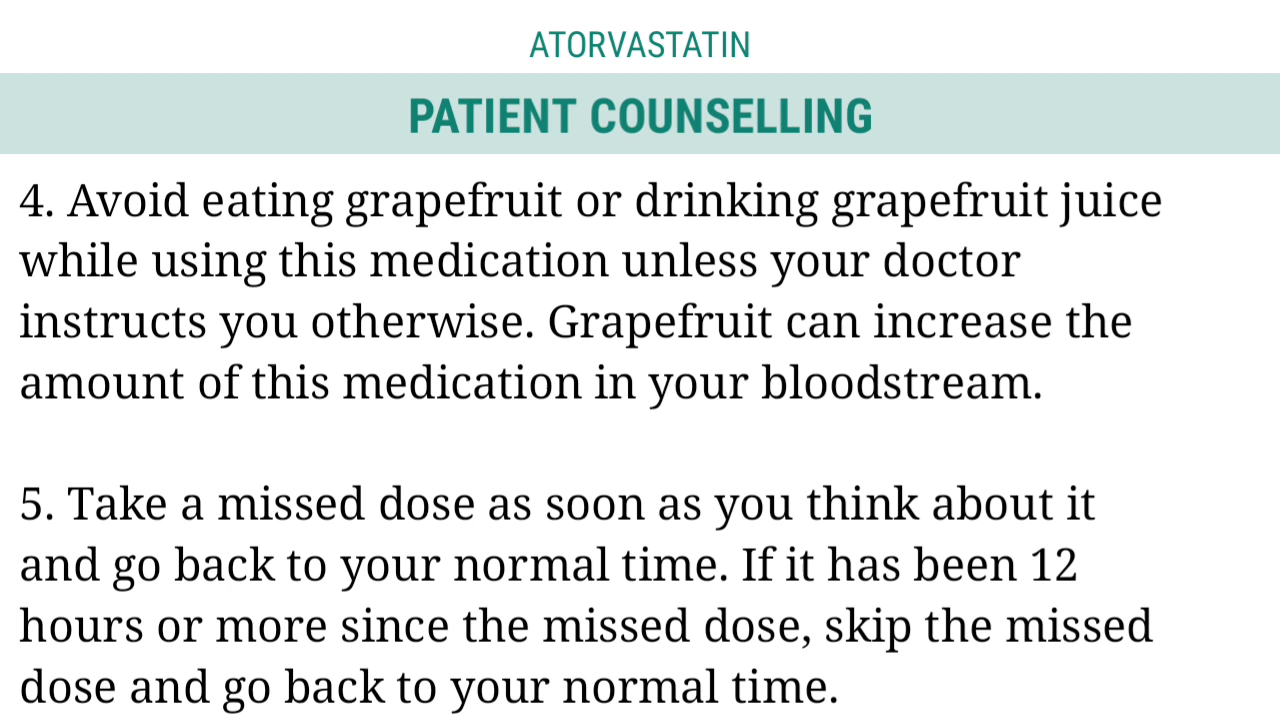 ATORVASTATIN
PATIENT COUNSELLING
4. Avoid eating grapefruit or drinking grapefruit juice
while using this medication unless your doctor
instructs you otherwise. Grapefruit can increase the
amount of this medication in your bloodstream.
5. Take a missed dose as soon as you think about it
and go back to your normal time. If it has been 12
hours or more since the missed dose, skip the missed
dose and go back to your normal time.